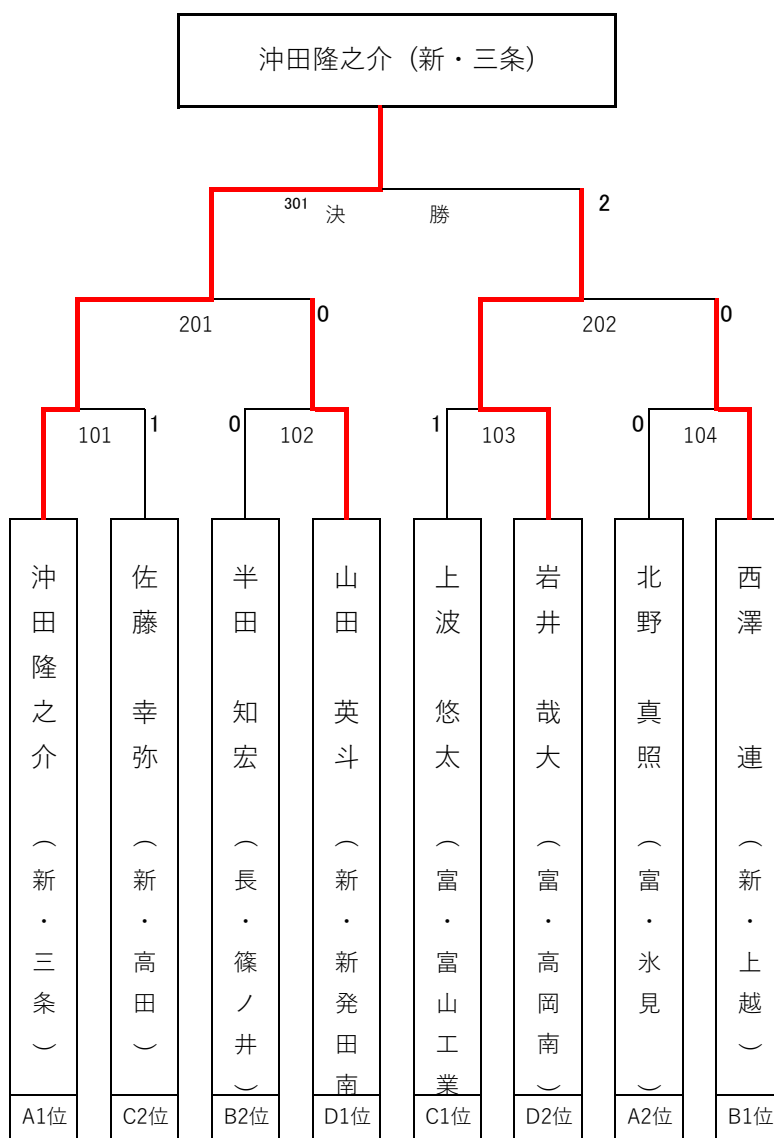 沖田隆之介（新・三条）
301 決 勝 2
201 0 202 0
101 1 0 102 1 103 0 104
沖田隆之介（新・三条）
佐藤　幸弥（新・高田）
半田　知宏（長・篠ノ井）
山田　英斗（新・新発田南
上波　悠太（富・富山工業
岩井　哉大（富・高岡南）
北野　真照（富・氷見）
西澤　連（新・上越）
A1位 C2位 B2位 D1位 C1位 D2位 A2位 B1位